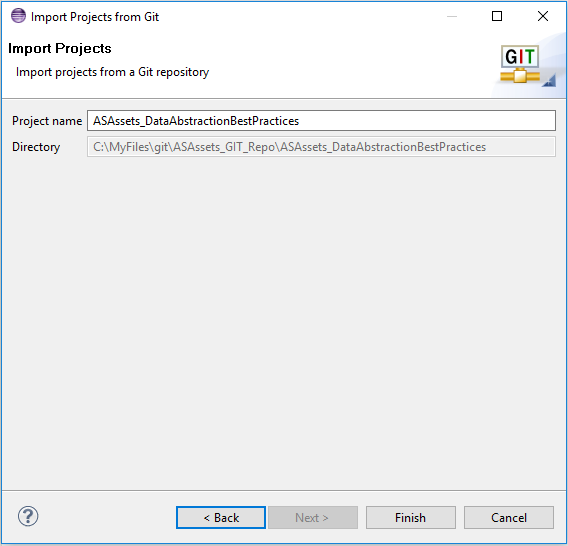 Import Projects from Git
Import Projects
Import projects from a Git repository
GIT
Project name ASAssets_DataAbstractionBestPractices
Directory C:\MyFiles\git\ASAssets_GIT_Repo\ASAssets_DataAbstractionBestPractices
? < Back Next > Finish Cancel